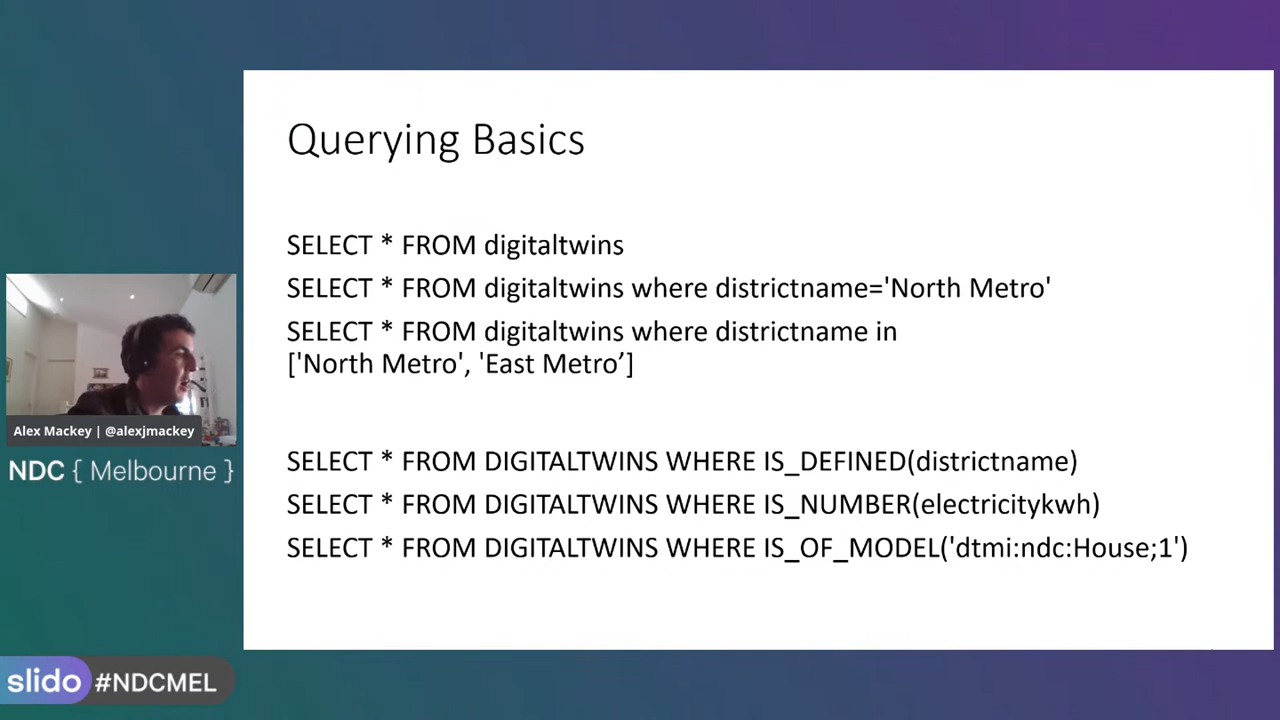 Querying Basics
SELECT * FROM digitaltwins
SELECT * FROM digitaltwins where districtname='North Metro'
SELECT * FROM digitaltwins where districtname in
['North Metro', 'East Metro’]
SELECT * FROM DIGITALTWINS WHERE IS_DEFINED(districtname)
SELECT * FROM DIGITALTWINS WHERE IS_NUMBER(electricitykwh)
SELECT * FROM DIGITALTWINS WHERE IS_OF_MODEL('dtmi:ndc:House;1')
Alex Mackey | @alexjmackey
NDC { Melbourne }
slido #NDCMEL